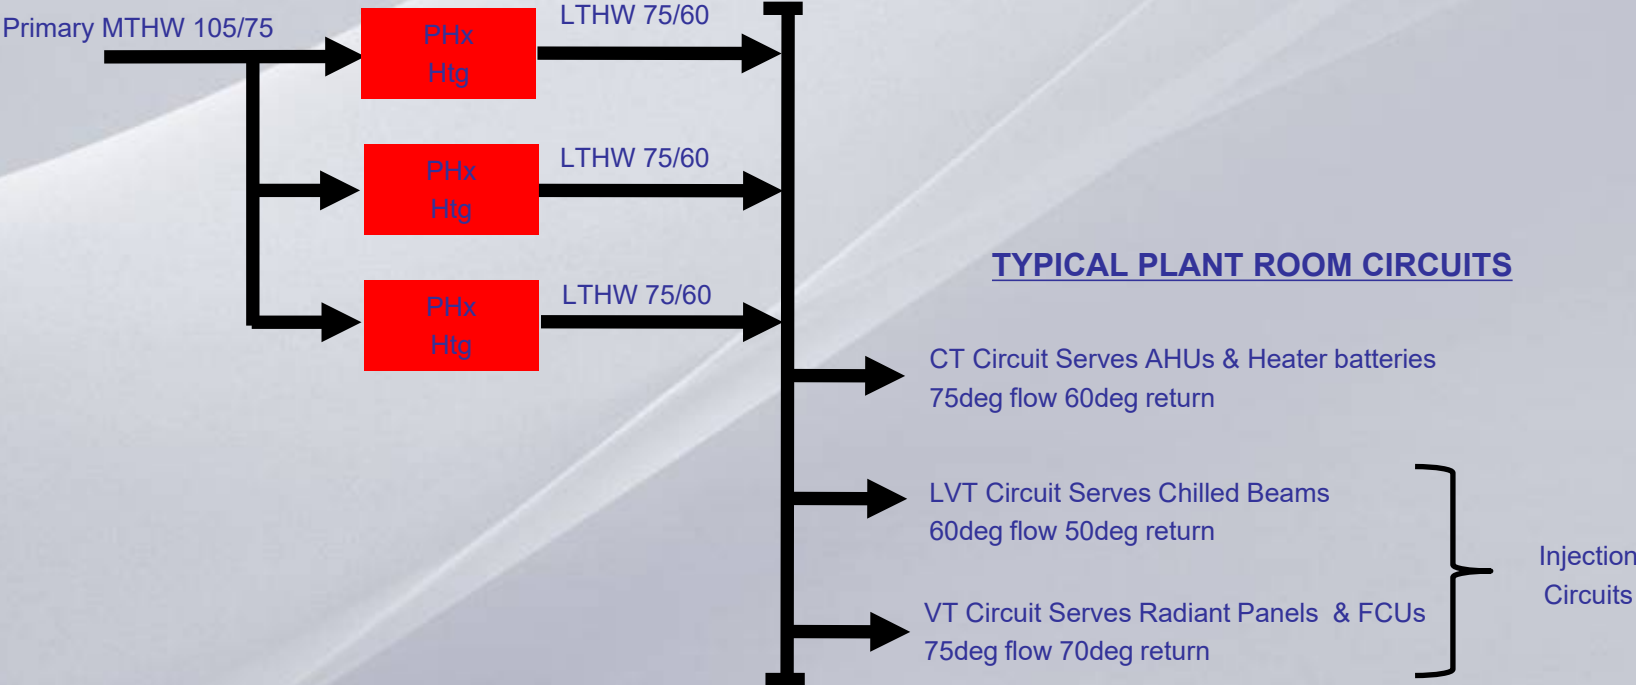 Primary MTHW 105/75
PHx
Htg
LTHW 75/60
PHx
Htg
LTHW 75/60
PHx
Htg
LTHW 75/60
TYPICAL PLANT ROOM CIRCUITS
CT Circuit Serves AHUs & Heater batteries
75deg flow 60deg return
LVT Circuit Serves Chilled Beams
60deg flow 50deg return
VT Circuit Serves Radiant Panels & FCUs
75deg flow 70deg return
Injection
Circuits